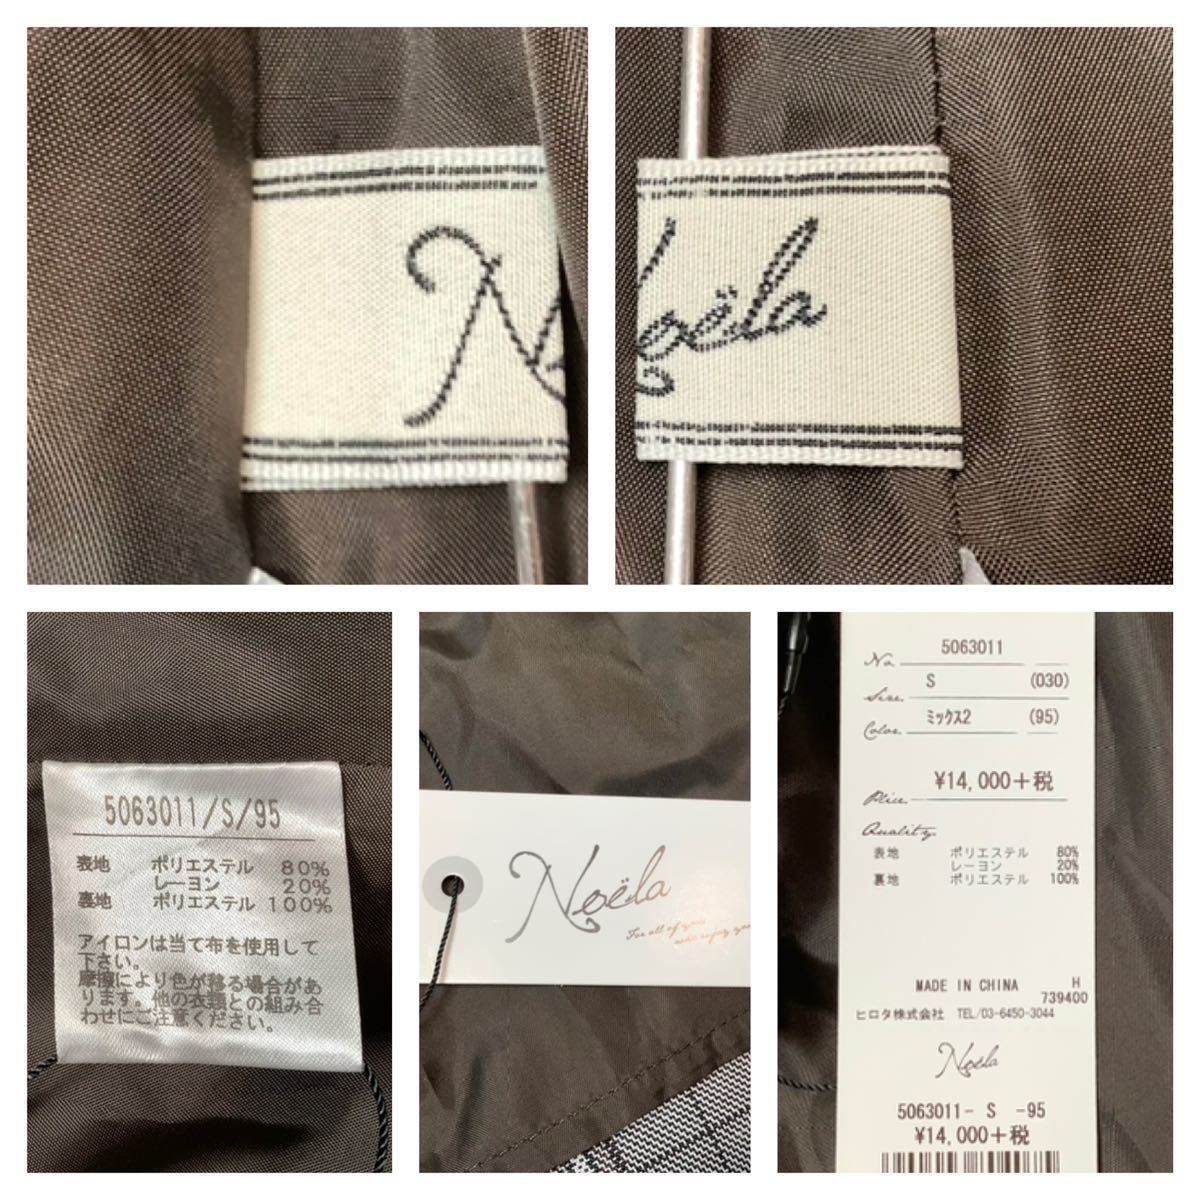 N
Noëla
5063011/S/95
表地 ポリエステル 80%
レーヨン 20%
裏地 ポリエステル 100%
アイロンは当て布を使用して
下さい。
摩擦により色が移る場合があ
ります。他の衣類との組み合
わせにご注意ください。
Noëla
For all of you
who enjoy
No. 5063011
Size. S (030)
Color. ミックス2 (95)
Plice. ¥14,000+税
Quality.
表地 ポリエステル 80%
レーヨン 20%
裏地 ポリエステル 100%
MADE IN CHINA H
739400
ヒロタ株式会社 TEL/03-6450-3044
Noëla
5063011- S -95
¥14,000+税